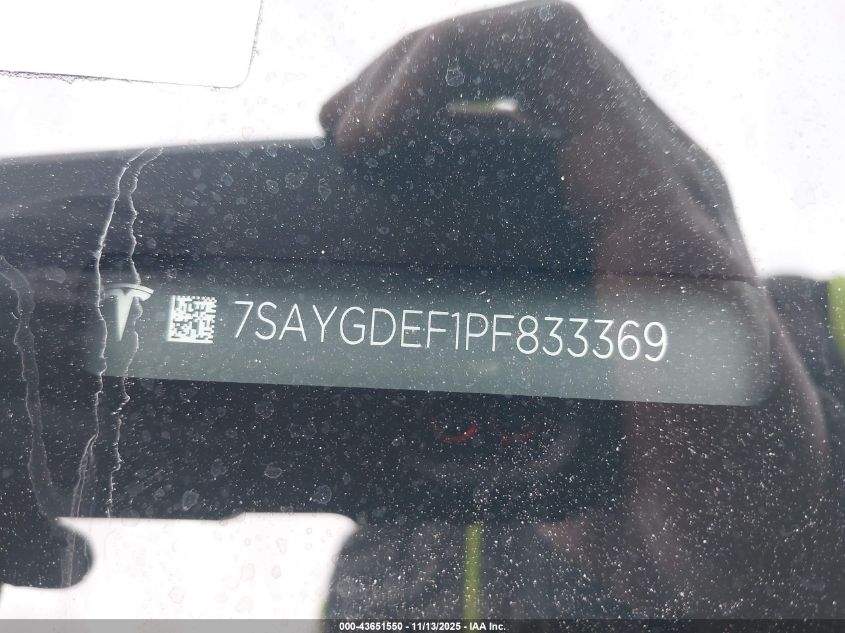 7SAYGDEF1PF833369
000-43651550 - 11/13/2025 - IAA Inc.